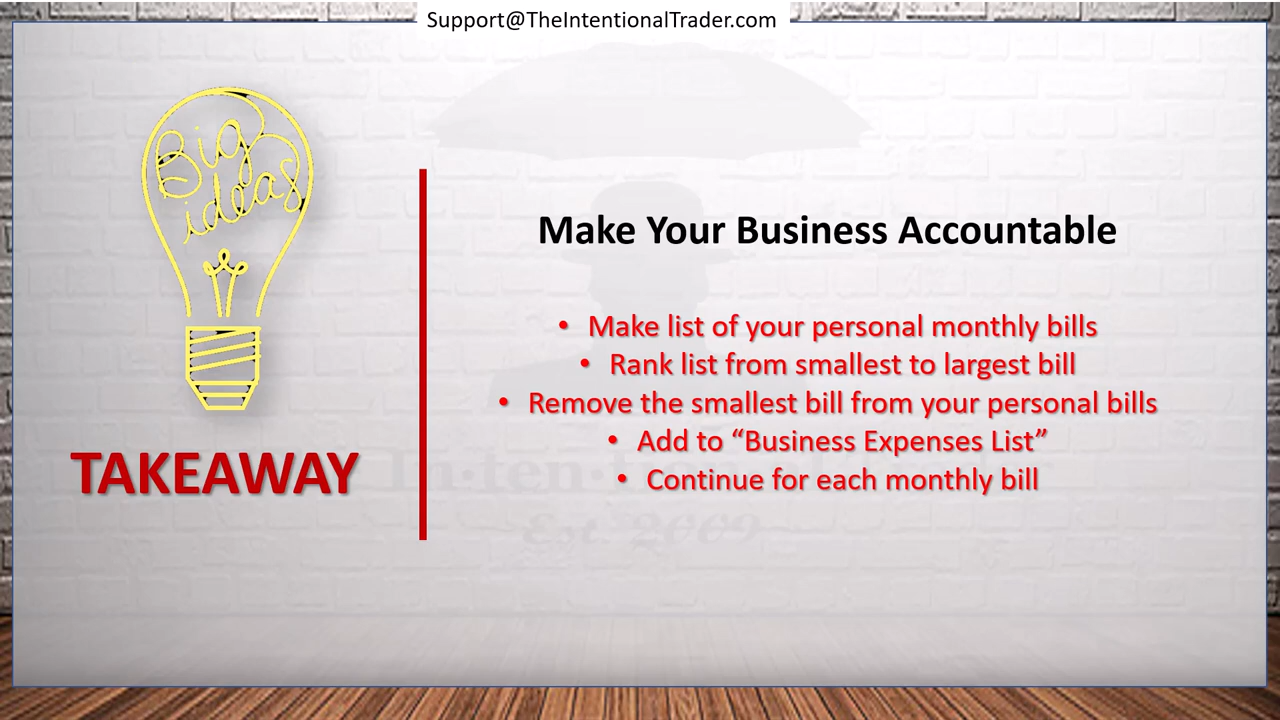 Support@TheIntentionalTrader.com
Big
ideas
TAKEAWAY
Make Your Business Accountable
• Make list of your personal monthly bills
• Rank list from smallest to largest bill
• Remove the smallest bill from your personal bills
• Add to “Business Expenses List”
• Continue for each monthly bill
Est. 2009